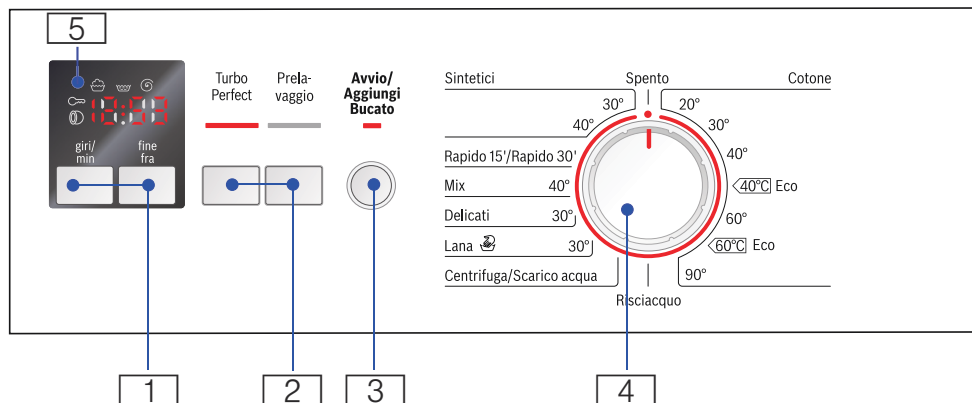 5
18:88
giri/
min
fine
fra
Turbo
Perfect
Prela-
vaggio
Avvio/
Aggiungi
Bucato
Sintetici
Spento
Cotone
30°
40°
Rapido 15'/Rapido 30'
Mix 40°
Delicati 30°
Lana 30°
Centrifuga/Scarico acqua
20°
30°
40°
40°C Eco
60°
60°C Eco
90°
Risciacquo
1
2
3
4